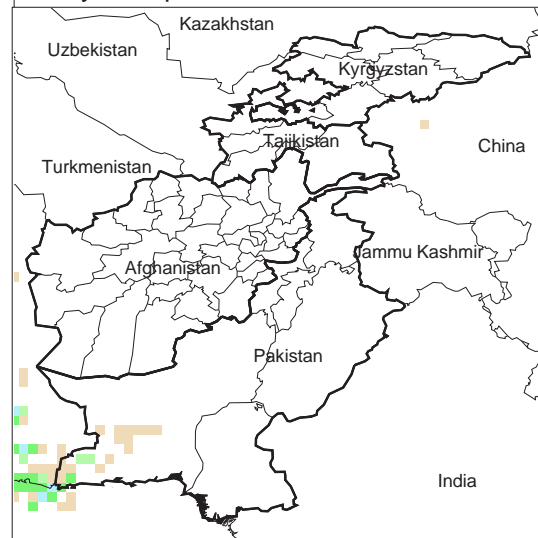 Kazakhstan
Uzbekistan
Kyrgyzstan
Tajikistan
China
Turkmenistan
Jammu Kashmir
Afghanistan
Pakistan
India